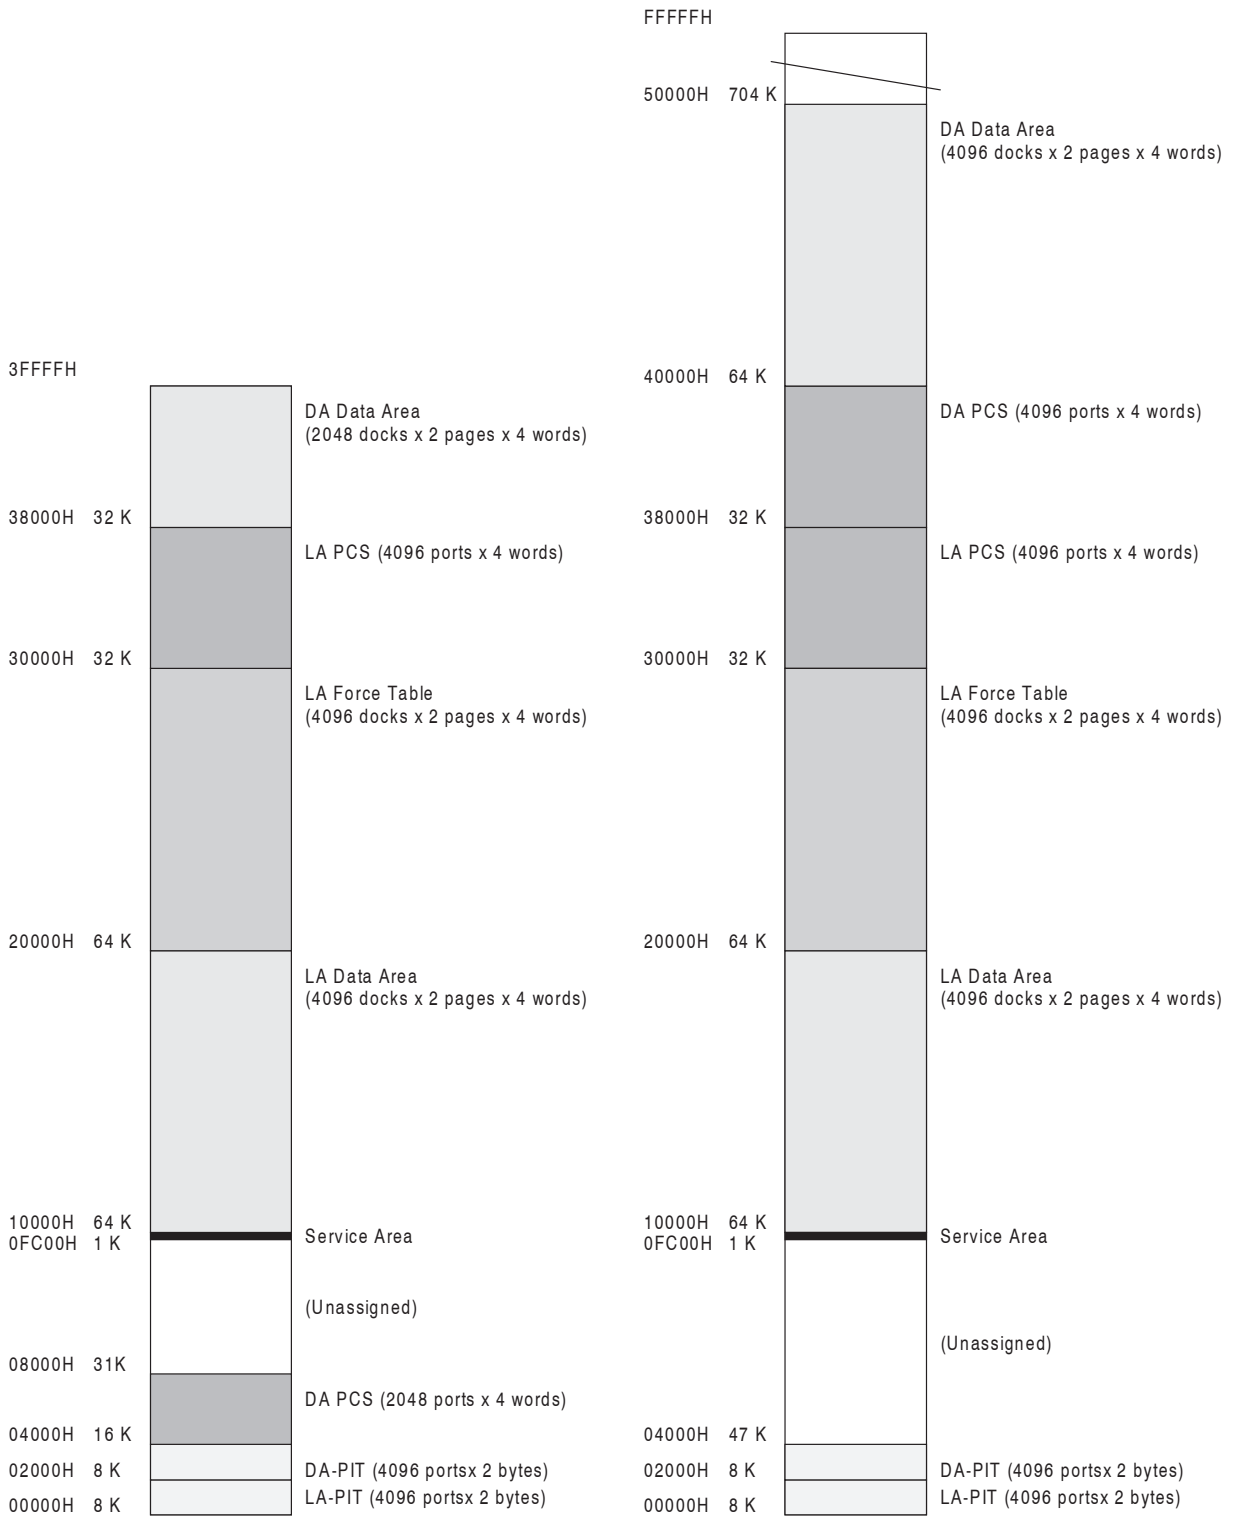 3FFFFH
DA Data Area
(2048 docks x 2 pages x 4 words)
38000H 32 K
LA PCS (4096 ports x 4 words)
30000H 32 K
LA Force Table
(4096 docks x 2 pages x 4 words)
20000H 64 K
LA Data Area
(4096 docks x 2 pages x 4 words)
10000H 64 K
0FC00H 1 K
Service Area
(Unassigned)
08000H 31K
DA PCS (2048 ports x 4 words)
04000H 16 K
02000H 8 K
DA-PIT (4096 portsx 2 bytes)
LA-PIT (4096 portsx 2 bytes)
00000H 8 K
FFFFFH
50000H 704 K
DA Data Area
(4096 docks x 2 pages x 4 words)
40000H 64 K
DA PCS (4096 ports x 4 words)
38000H 32 K
LA PCS (4096 ports x 4 words)
30000H 32 K
LA Force Table
(4096 docks x 2 pages x 4 words)
20000H 64 K
LA Data Area
(4096 docks x 2 pages x 4 words)
10000H 64 K
0FC00H 1 K
Service Area
(Unassigned)
04000H 47 K
02000H 8 K
DA-PIT (4096 portsx 2 bytes)
LA-PIT (4096 portsx 2 bytes)
00000H 8 K